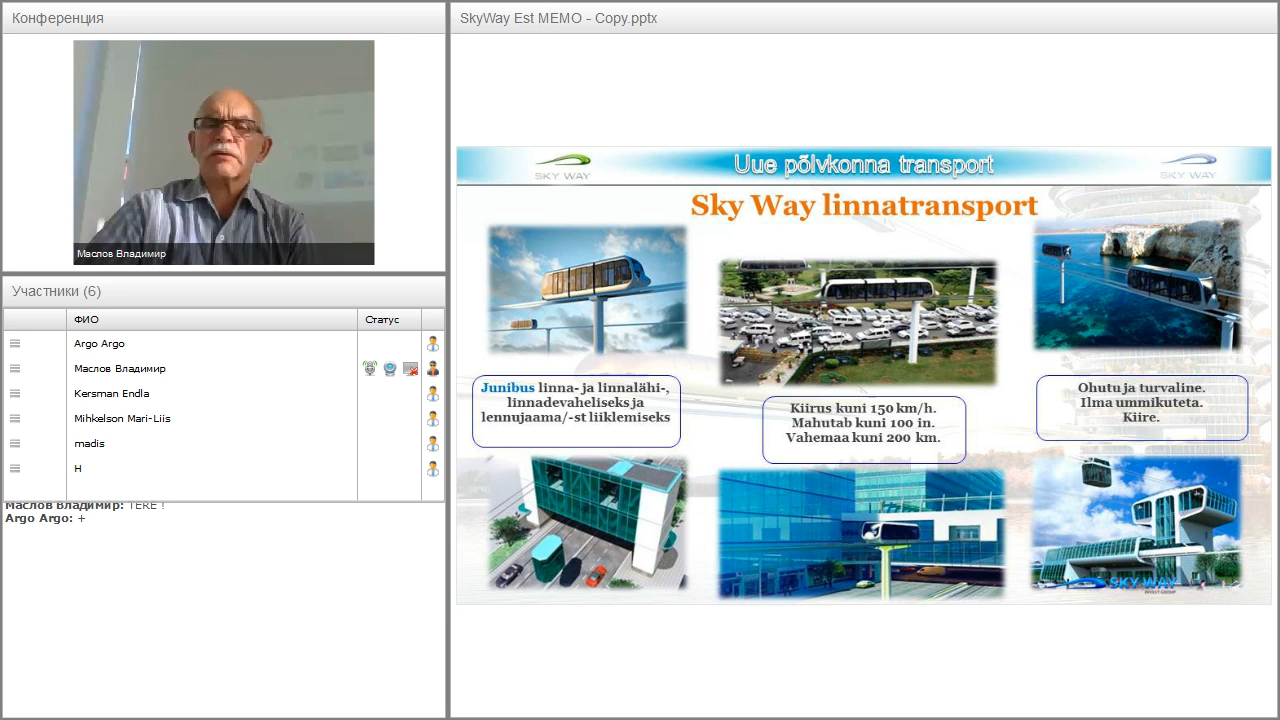 Конференция
Маслов Владимир
Участники (6)
ФИО Статус
Argo Argo
Маслов Владимир
Kersman Endla
Mihkelson Mari-Liis
madis
H
Маслов Владимир: TERE !
Argo Argo: +
SkyWay Est MEMO - Copy.pptx
SKY WAY
Uue põlvkonna transport
SKY WAY
Sky Way linnatransport
Junibus linna- ja linnalähi-,
linnadevaheliseks ja
lennujaama/-st liiklemiseks
Kiirus kuni 150 km/h.
Mahutab kuni 100 in.
Vahemaa kuni 200 km.
Ohutu ja turvaline.
Ilma ummikuteta.
Kiire.
SKY WAY
INVEST GROUP